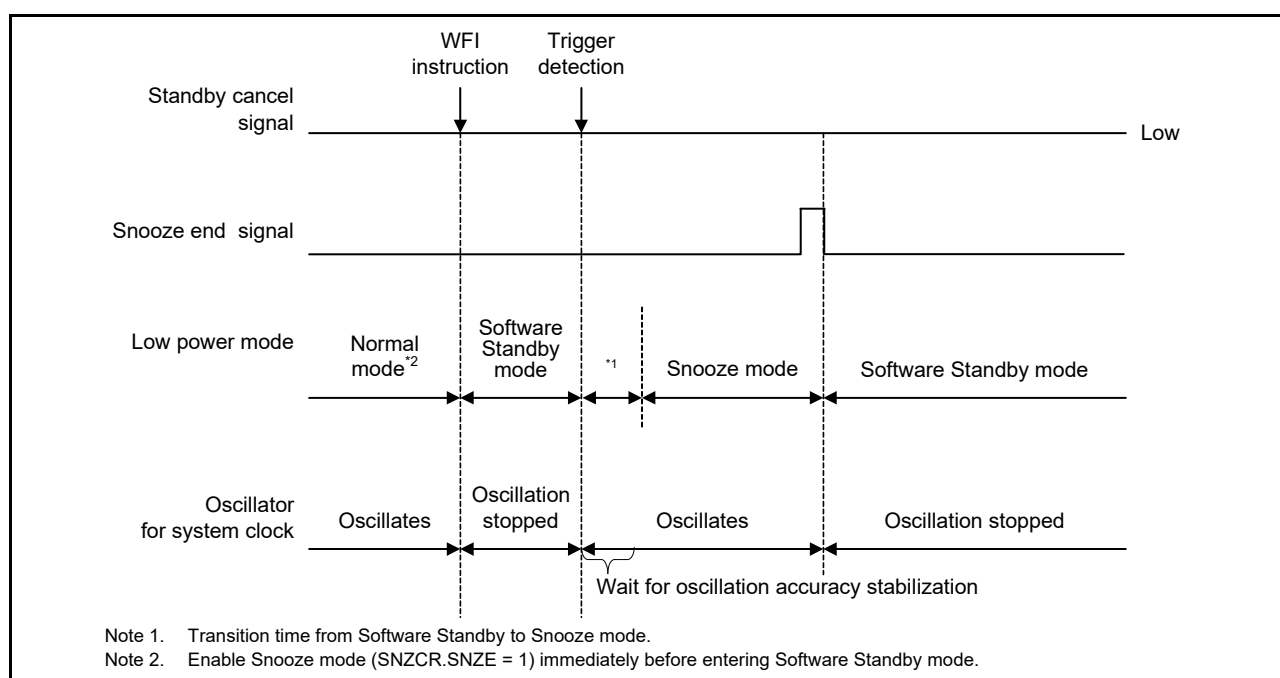 WFI
instruction
Trigger
detection
Standby cancel
signal
Low
Snooze end signal
Low power mode
Normal
mode*2
Software
Standby
mode
*1
Snooze mode
Software Standby mode
Oscillator
for system clock
Oscillates
Oscillation
stopped
Oscillates
Oscillation stopped
Wait for oscillation accuracy stabilization
Note 1. Transition time from Software Standby to Snooze mode.
Note 2. Enable Snooze mode (SNZCR.SNZE = 1) immediately before entering Software Standby mode.